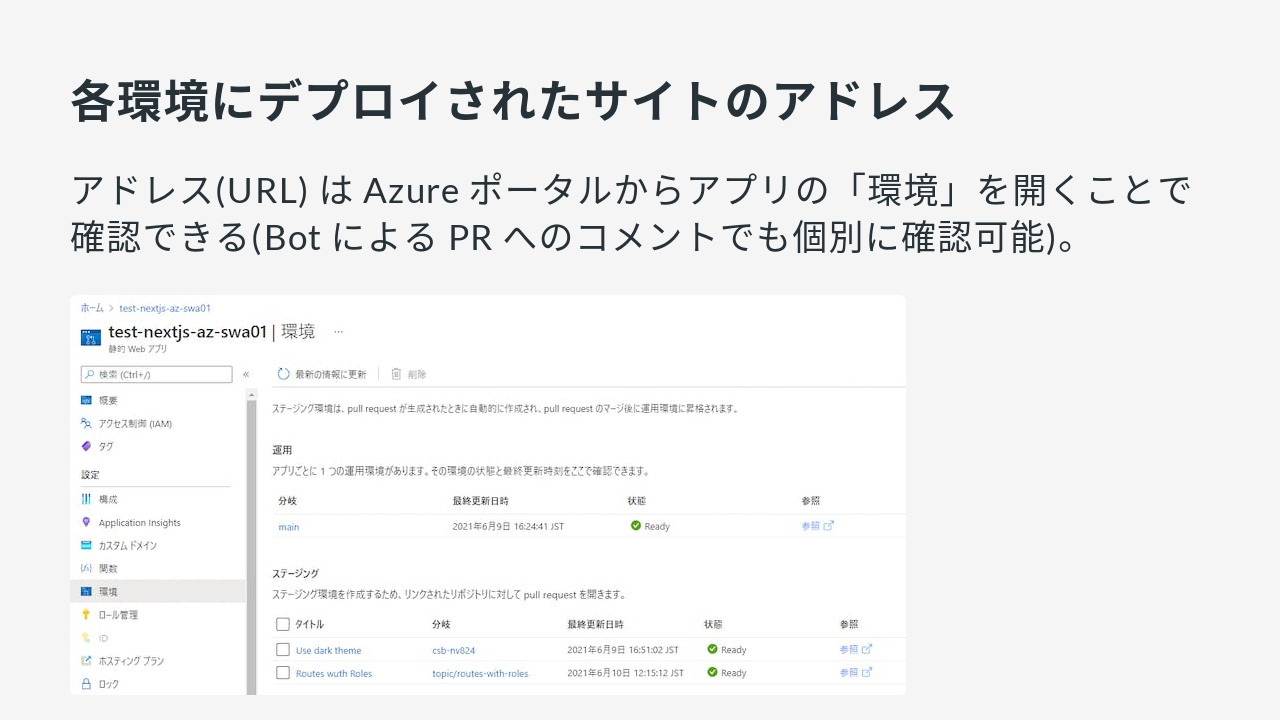 各環境にデプロイされたサイトのアドレス
アドレス(URL) は Azure ポータルからアプリの「環境」を開くことで
確認できる(Bot による PR へのコメントでも個別に確認可能)。
ホーム > test-nextjs-az-swa01
test-nextjs-az-swa01 | 環境 ...
静的 Web アプリ
検索 (Ctrl+/) «
概要
アクセス制御 (IAM)
タグ
設定
構成
Application Insights
カスタム ドメイン
関数
環境
ロール管理
ID
ホスティング プラン
ロック
最新の情報に更新 削除
ステージング環境は、pull request が生成されたときに自動的に作成され、pull request のマージ後に運用環境に昇格されます。
運用
アプリごとに 1 つの運用環境があります。その環境の状態と最終更新時刻をここで確認できます。
分岐 最終更新日時 状態 参照
main 2021年6月9日 16:24:41 JST Ready 参照
ステージング
ステージング環境を作成するため、リンクされたリポジトリに対して pull request を開きます。
タイトル 分岐 最終更新日時 状態 参照
Use dark theme csb-nv824 2021年6月9日 16:51:02 JST Ready 参照
Routes wuth Roles topic/routes-with-roles 2021年6月10日 12:15:12 JST Ready 参照